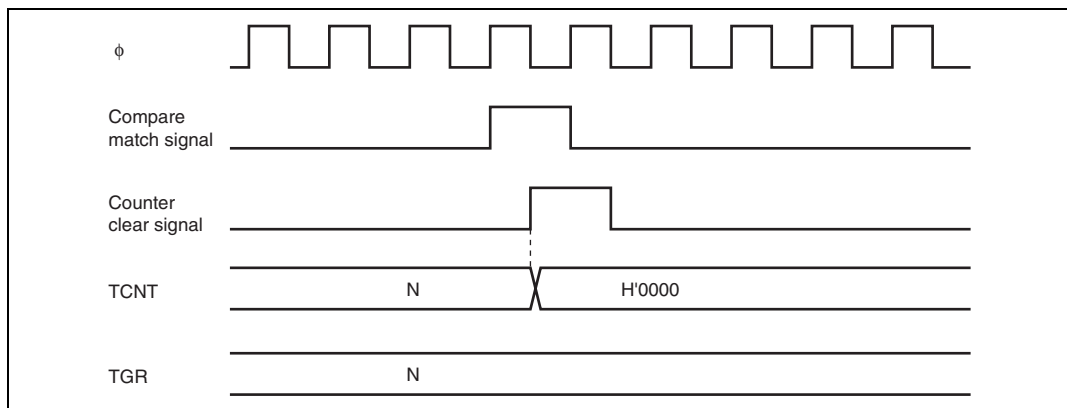 ϕ
Compare
match signal
Counter
clear signal
TCNT N H'0000
TGR N